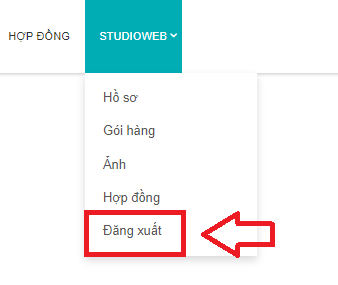 HỢP ĐỒNG
STUDIOWEB
Hồ sơ
Gói hàng
Ảnh
Hợp đồng
Đăng xuất